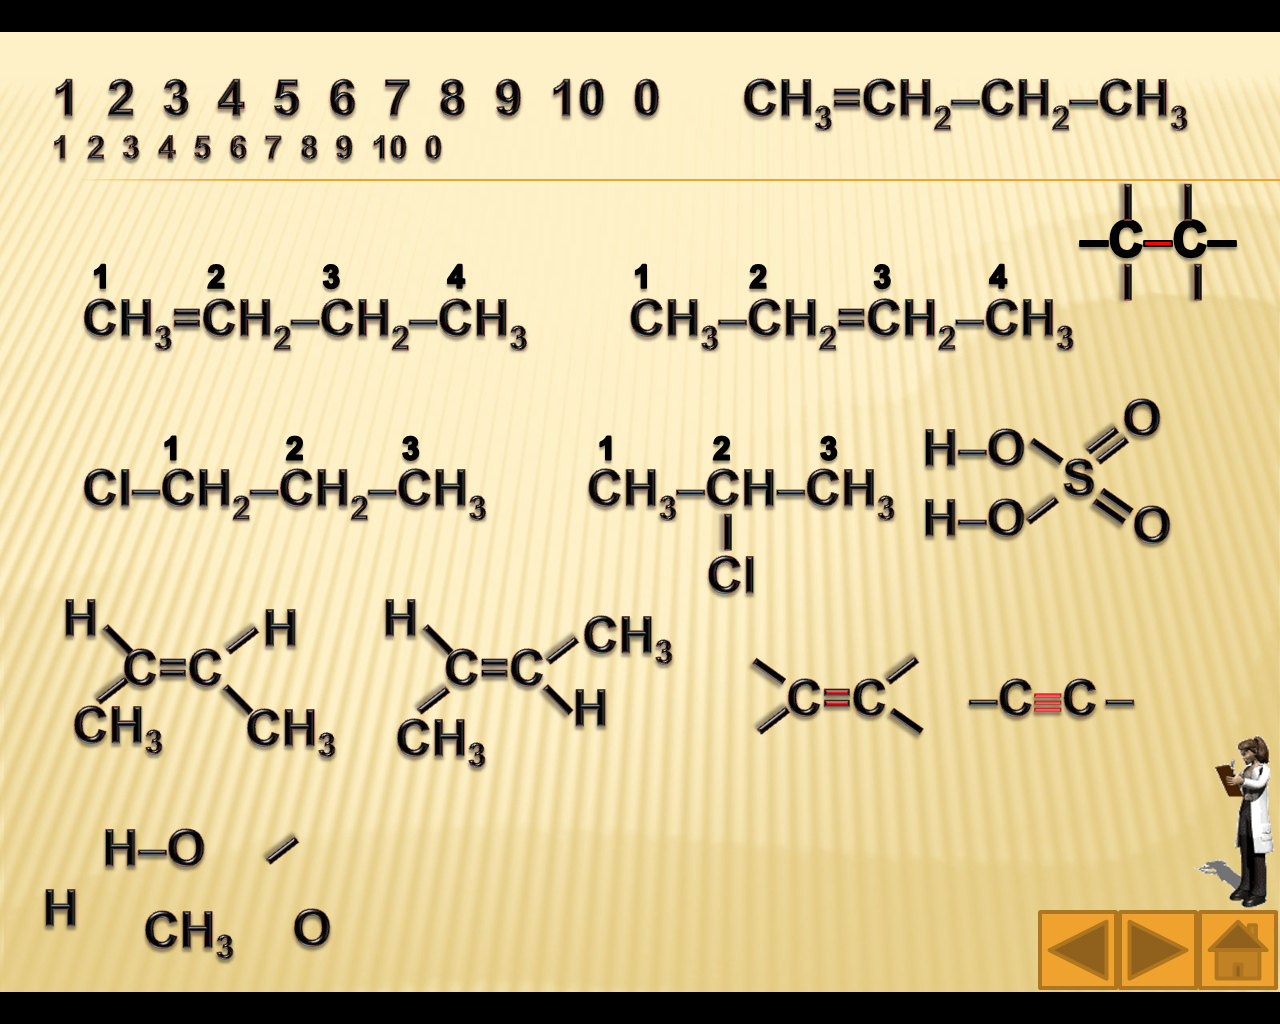 1 2 3 4 5 6 7 8 9 10 0
CH₃=CH₂–CH₂–CH₃
1 2 3 4 5 6 7 8 9 10 0
–C–C–
1 2 3 4
CH₃=CH₂–CH₂–CH₃
1 2 3 4
CH₃–CH₂=CH₂–CH₃
1 2 3
Cl–CH₂–CH₂–CH₃
1 2 3
CH₃–CH–CH₃
Cl
O
H–O
S
H–O
O
H H
C=C
CH₃ CH₃
H CH₃
C=C
CH₃ H
C=C
–C≡C–
H–O
H
CH₃
O